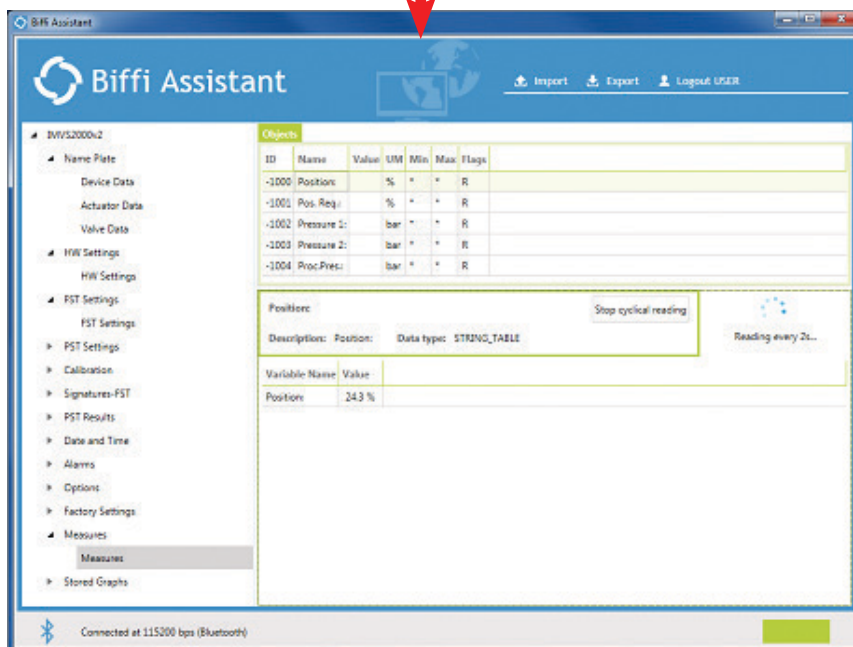 Biffi Assistant
Biffi Assistant
Import Export Logout USER
IMVS2000v2
Name Plate
Device Data
Actuator Data
Valve Data
HW Settings
HW Settings
FST Settings
FST Settings
PST Settings
Calibration
Signatures-FST
PST Results
Date and Time
Alarms
Options
Factory Settings
Measures
Measures
Stored Graphs
Objects
ID Name Value UM Min Max Flags
-1000 Position: % * * R
-1001 Pos. Req.: % * * R
-1002 Pressure 1: bar * * R
-1003 Pressure 2: bar * * R
-1004 Proc.Pres.: bar * * R
Position: Stop cyclical reading
Reading every 2s...
Description: Position: Data type: STRING_TABLE
Variable Name Value
Position: 24.3 %
Connected at 115200 bps (Bluetooth)